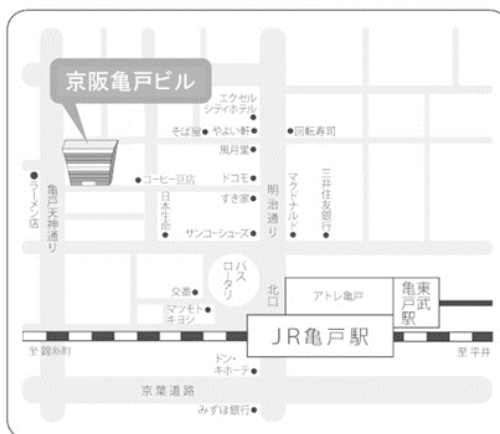 京阪亀戸ビル
エクセル
シティホテル
そば屋
やよい軒
回転寿司
風月堂
ラーメン店
亀戸天神通り
コーヒー豆店
ドコモ
明治通り
マクドナルド
三井住友銀行
日本生命
すき家
サンコーシューズ
バス
ロータリー
北口
交番
マツモト
キヨシ
アトレ亀戸
東武
亀戸駅
JR亀戸駅
至 錦糸町
至 平井
ドン・
キホーテ
京葉道路
みずほ銀行